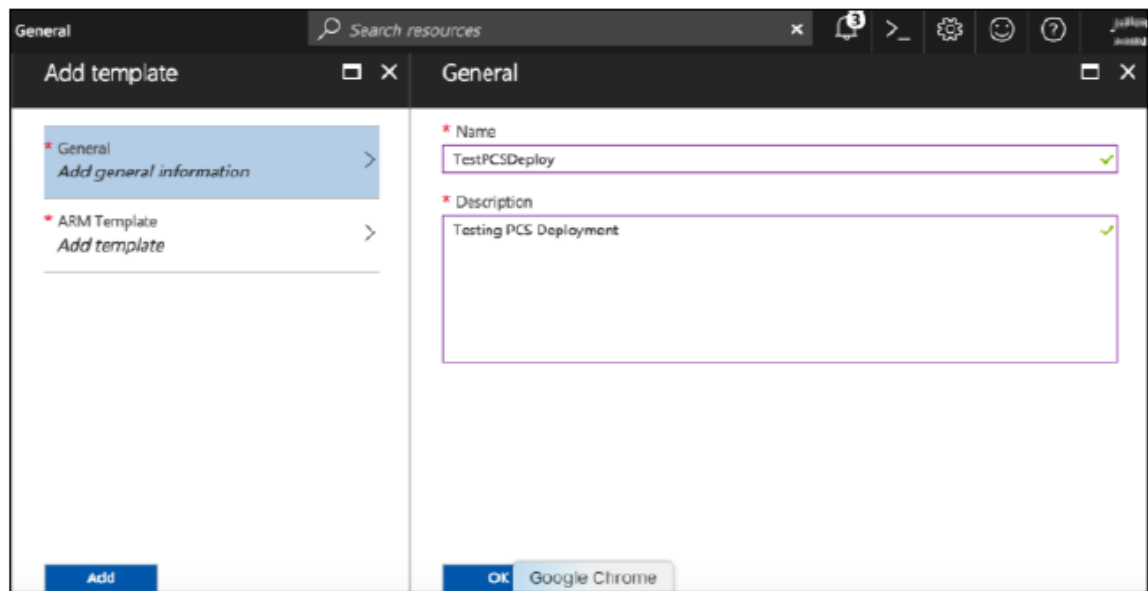 General
Search resources
3
Add template
General
* General
Add general information
* ARM Template
Add template
* Name
TestPCSDeploy
* Description
Testing PCS Deployment
Add
OK
Google Chrome